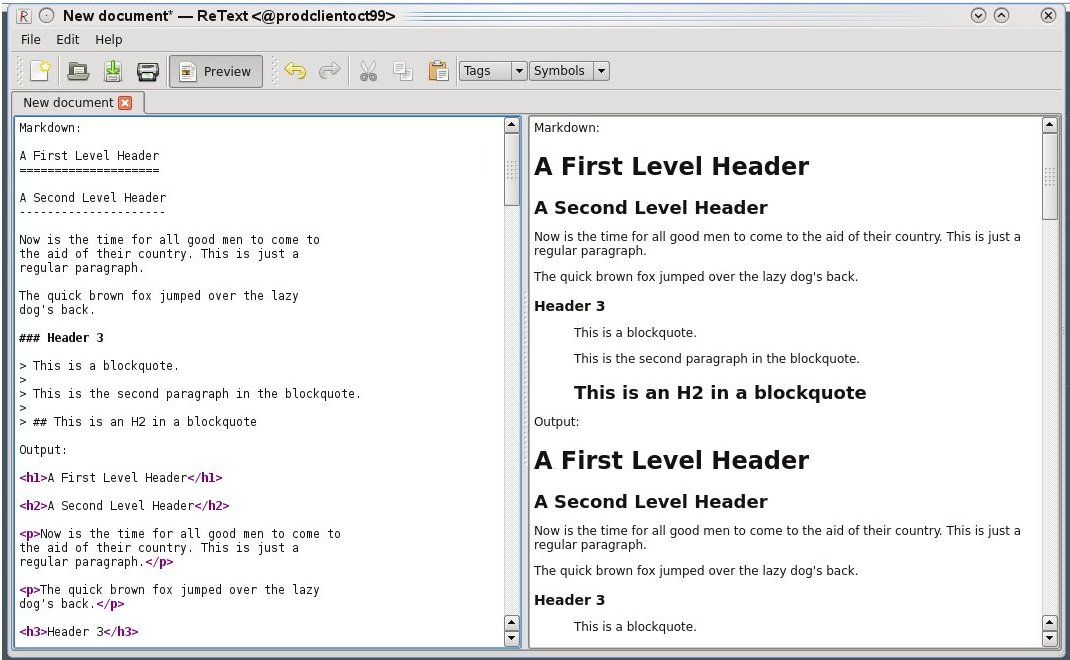 New document* — ReText <@prodclientoct99>
File Edit Help
Preview Tags Symbols
New document
Markdown:

A First Level Header
====================

A Second Level Header
---------------------

Now is the time for all good men to come to
the aid of their country. This is just a
regular paragraph.

The quick brown fox jumped over the lazy
dog's back.

### Header 3

> This is a blockquote.
>
> This is the second paragraph in the blockquote.
>
> ## This is an H2 in a blockquote

Output:

<h1>A First Level Header</h1>

<h2>A Second Level Header</h2>

<p>Now is the time for all good men to come to
the aid of their country. This is just a
regular paragraph.</p>

<p>The quick brown fox jumped over the lazy
dog's back.</p>

<h3>Header 3</h3>

Markdown:
A First Level Header
A Second Level Header
Now is the time for all good men to come to the aid of their country. This is just a
regular paragraph.
The quick brown fox jumped over the lazy dog's back.
Header 3
This is a blockquote.
This is the second paragraph in the blockquote.
This is an H2 in a blockquote
Output:
A First Level Header
A Second Level Header
Now is the time for all good men to come to the aid of their country. This is just a
regular paragraph.
The quick brown fox jumped over the lazy dog's back.
Header 3
This is a blockquote.